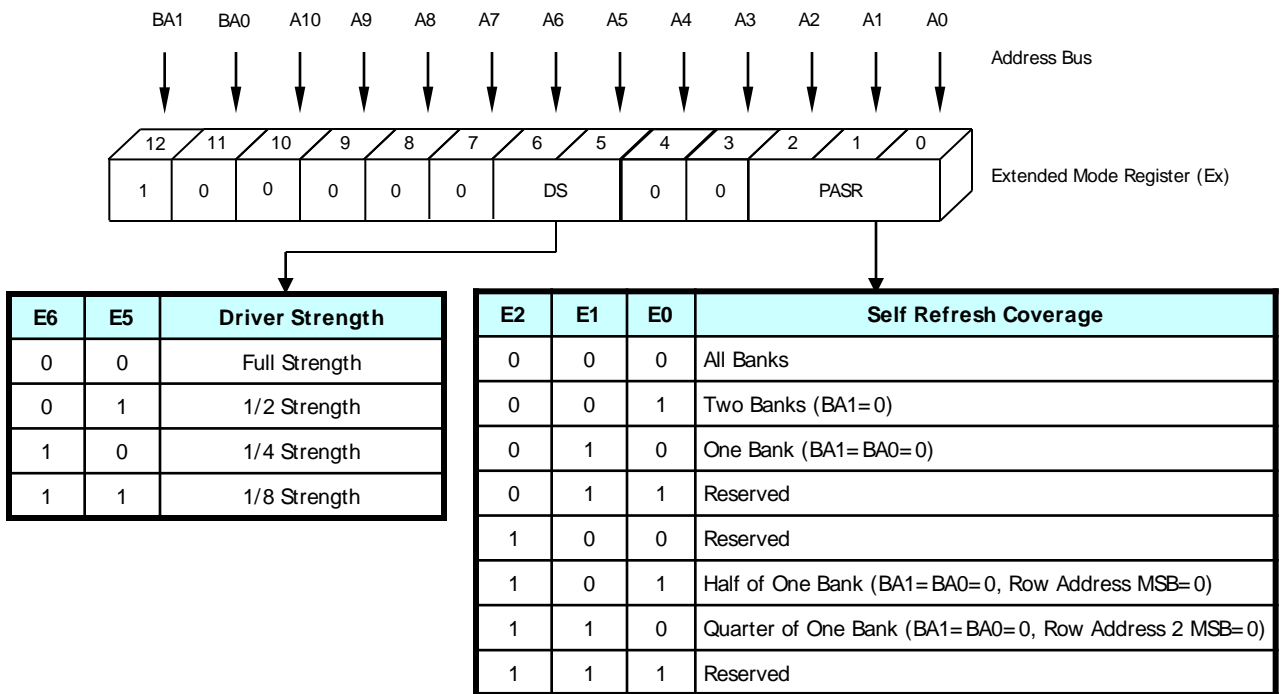 BA1 BA0 A10 A9 A8 A7 A6 A5 A4 A3 A2 A1 A0
Address Bus
12 11 10 9 8 7 6 5 4 3 2 1 0
1 0 0 0 0 0 DS 0 0 PASR
Extended Mode Register (Ex)
E6 E5 Driver Strength
0 0 Full Strength
0 1 1/2 Strength
1 0 1/4 Strength
1 1 1/8 Strength
E2 E1 E0 Self Refresh Coverage
0 0 0 All Banks
0 0 1 Two Banks (BA1=0)
0 1 0 One Bank (BA1=BA0=0)
0 1 1 Reserved
1 0 0 Reserved
1 0 1 Half of One Bank (BA1=BA0=0, Row Address MSB=0)
1 1 0 Quarter of One Bank (BA1=BA0=0, Row Address 2 MSB=0)
1 1 1 Reserved